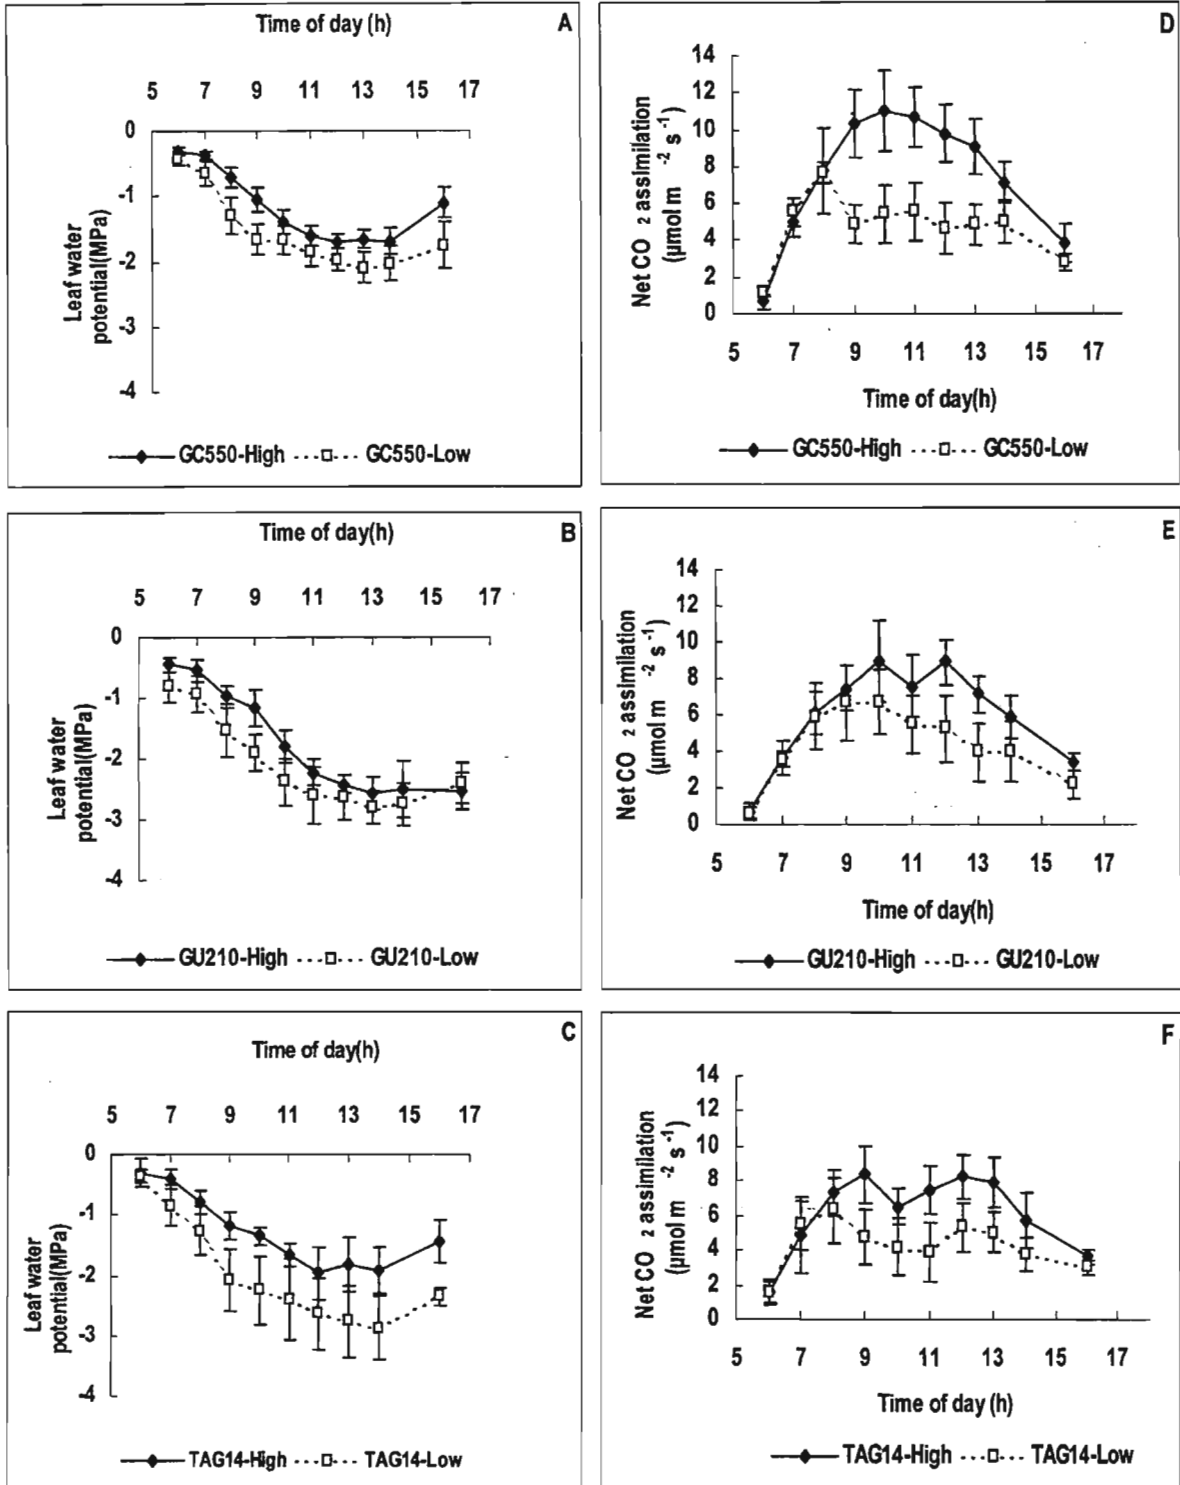 A
Time of day (h)
5 7 9 11 13 15 17
0
-1
-2
-3
-4
Leaf water
potential(MPa)
GC550-High GC550-Low
D
14
12
10
8
6
4
2
0
Net CO 2 assimilation
(µmol m -2 s -1)
5 7 9 11 13 15 17
Time of day(h)
GC550-High GC550-Low
B
Time of day(h)
5 7 9 11 13 15 17
0
-1
-2
-3
-4
Leaf water
potential(MPa)
GU210-High GU210-Low
E
14
12
10
8
6
4
2
0
Net CO 2 assimilation
(µmol m -2 s -1)
5 7 9 11 13 15 17
Time of day(h)
GU210-High GU210-Low
C
Time of day(h)
5 7 9 11 13 15 17
0
-1
-2
-3
-4
Leaf water
potential(MPa)
TAG14-High TAG14-Low
F
14
12
10
8
6
4
2
0
Net CO 2 assimilation
(µmol m -2 s -1)
5 7 9 11 13 15 17
Time of day (h)
TAG14-High TAG14-Low